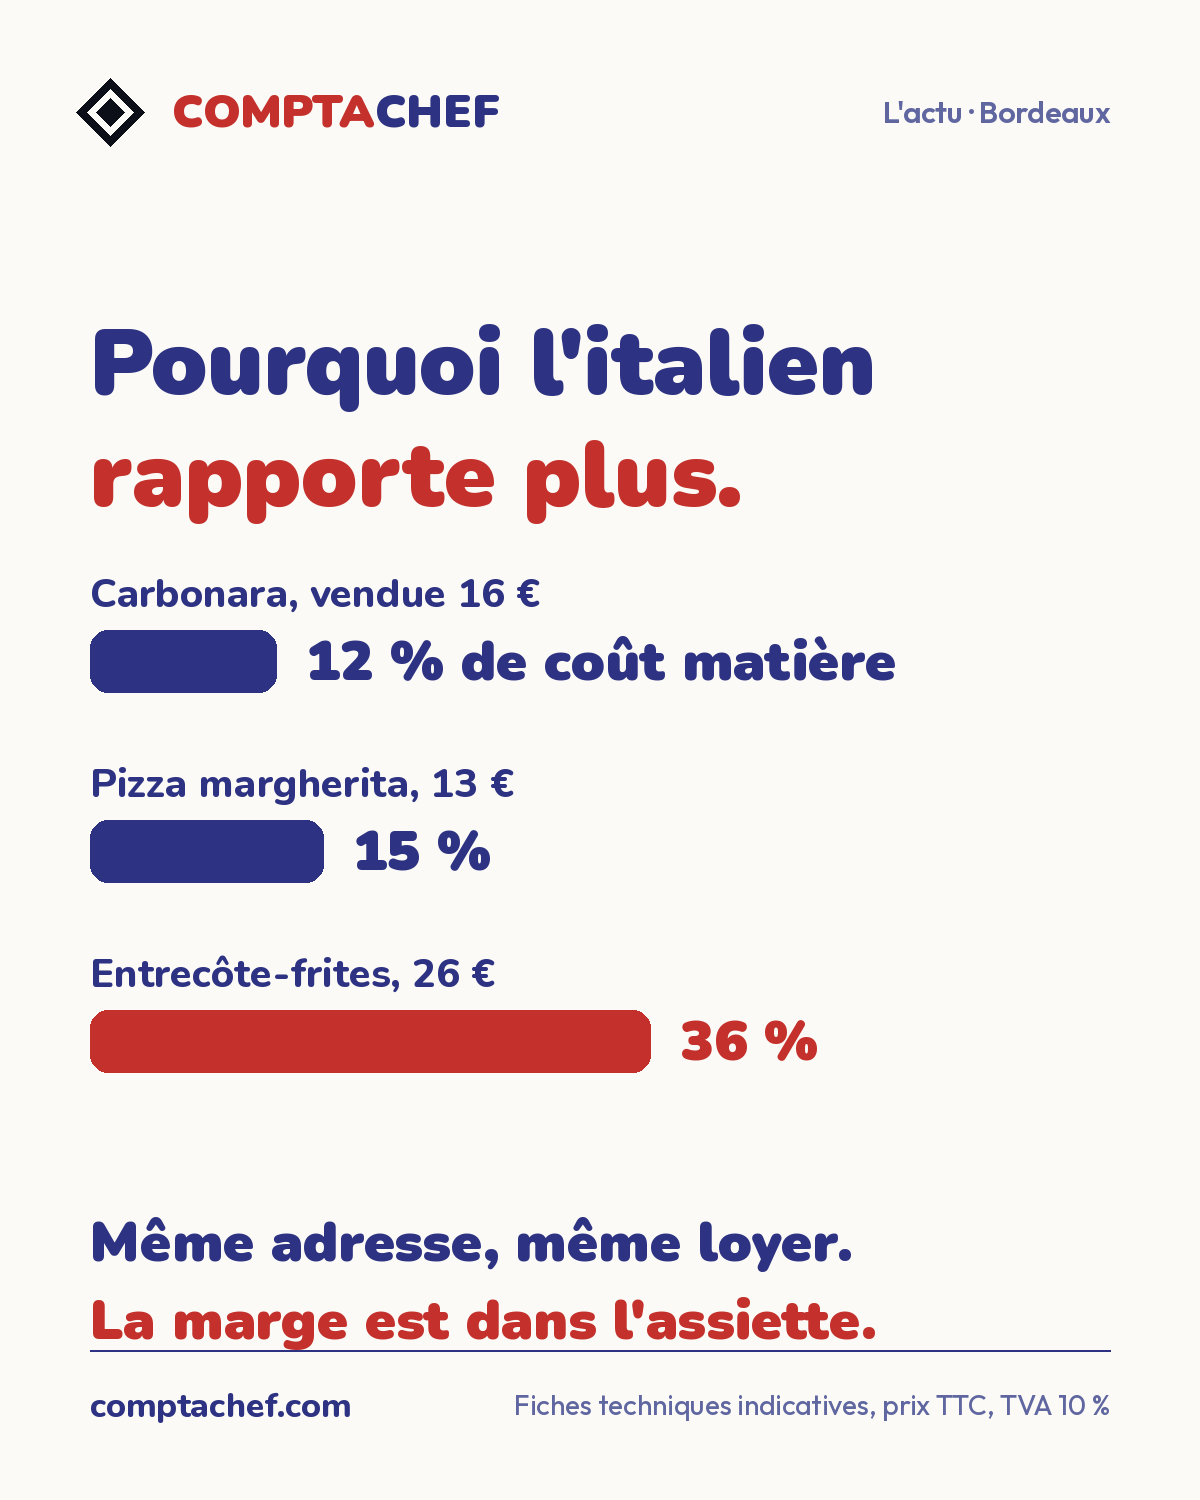 COMPTACHEF
L'actu · Bordeaux
Pourquoi l'italien
rapporte plus.
Carbonara, vendue 16 €
12 % de coût matière
Pizza margherita, 13 €
15 %
Entrecôte-frites, 26 €
36 %
Même adresse, même loyer.
La marge est dans l'assiette.
comptachef.com
Fiches techniques indicatives, prix TTC, TVA 10 %